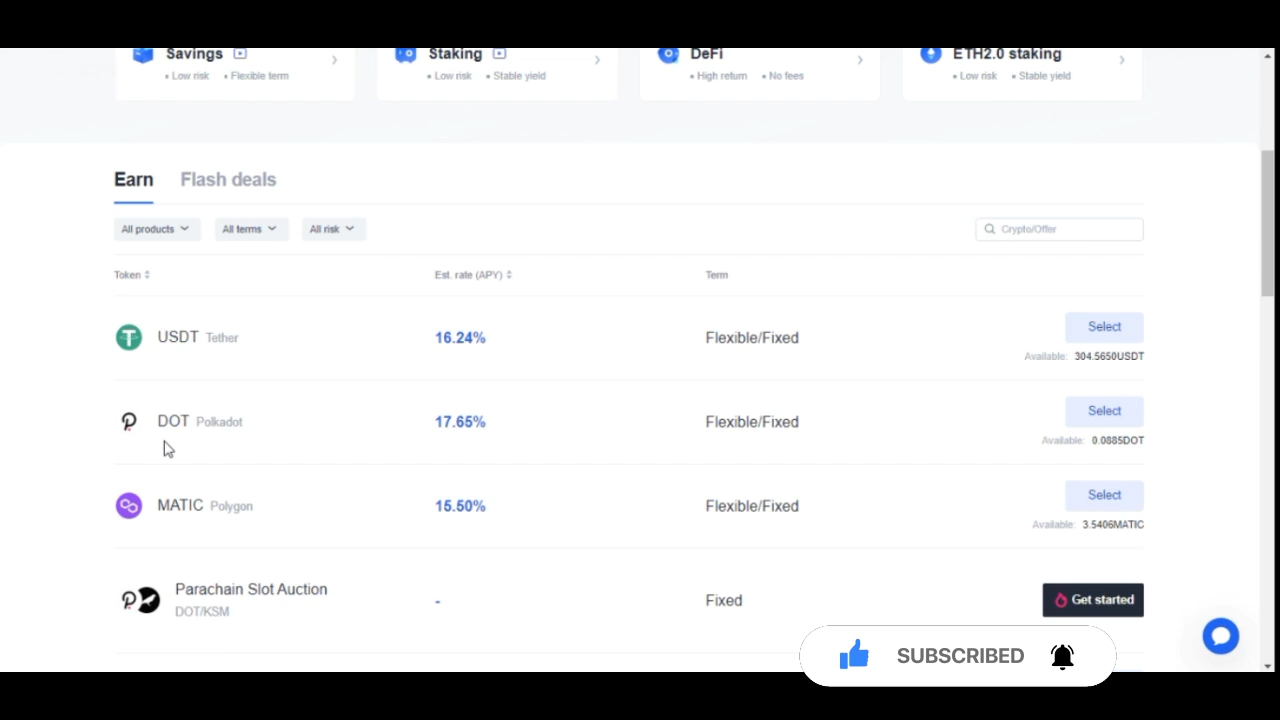 Savings
Staking
DeFi
ETH2.0 staking
• Low risk • Flexible term
• Low risk • Stable yield
• High return • No fees
• Low risk • Stable yield
Earn Flash deals
All products All terms All risk
Crypto/Offer
Token Est. rate (APY) Term
USDT Tether 16.24% Flexible/Fixed Select
Available: 304.5650USDT
DOT Polkadot 17.65% Flexible/Fixed Select
Available: 0.0885DOT
MATIC Polygon 15.50% Flexible/Fixed Select
Available: 3.5406MATIC
Parachain Slot Auction
DOT/KSM
- Fixed Get started
SUBSCRIBED